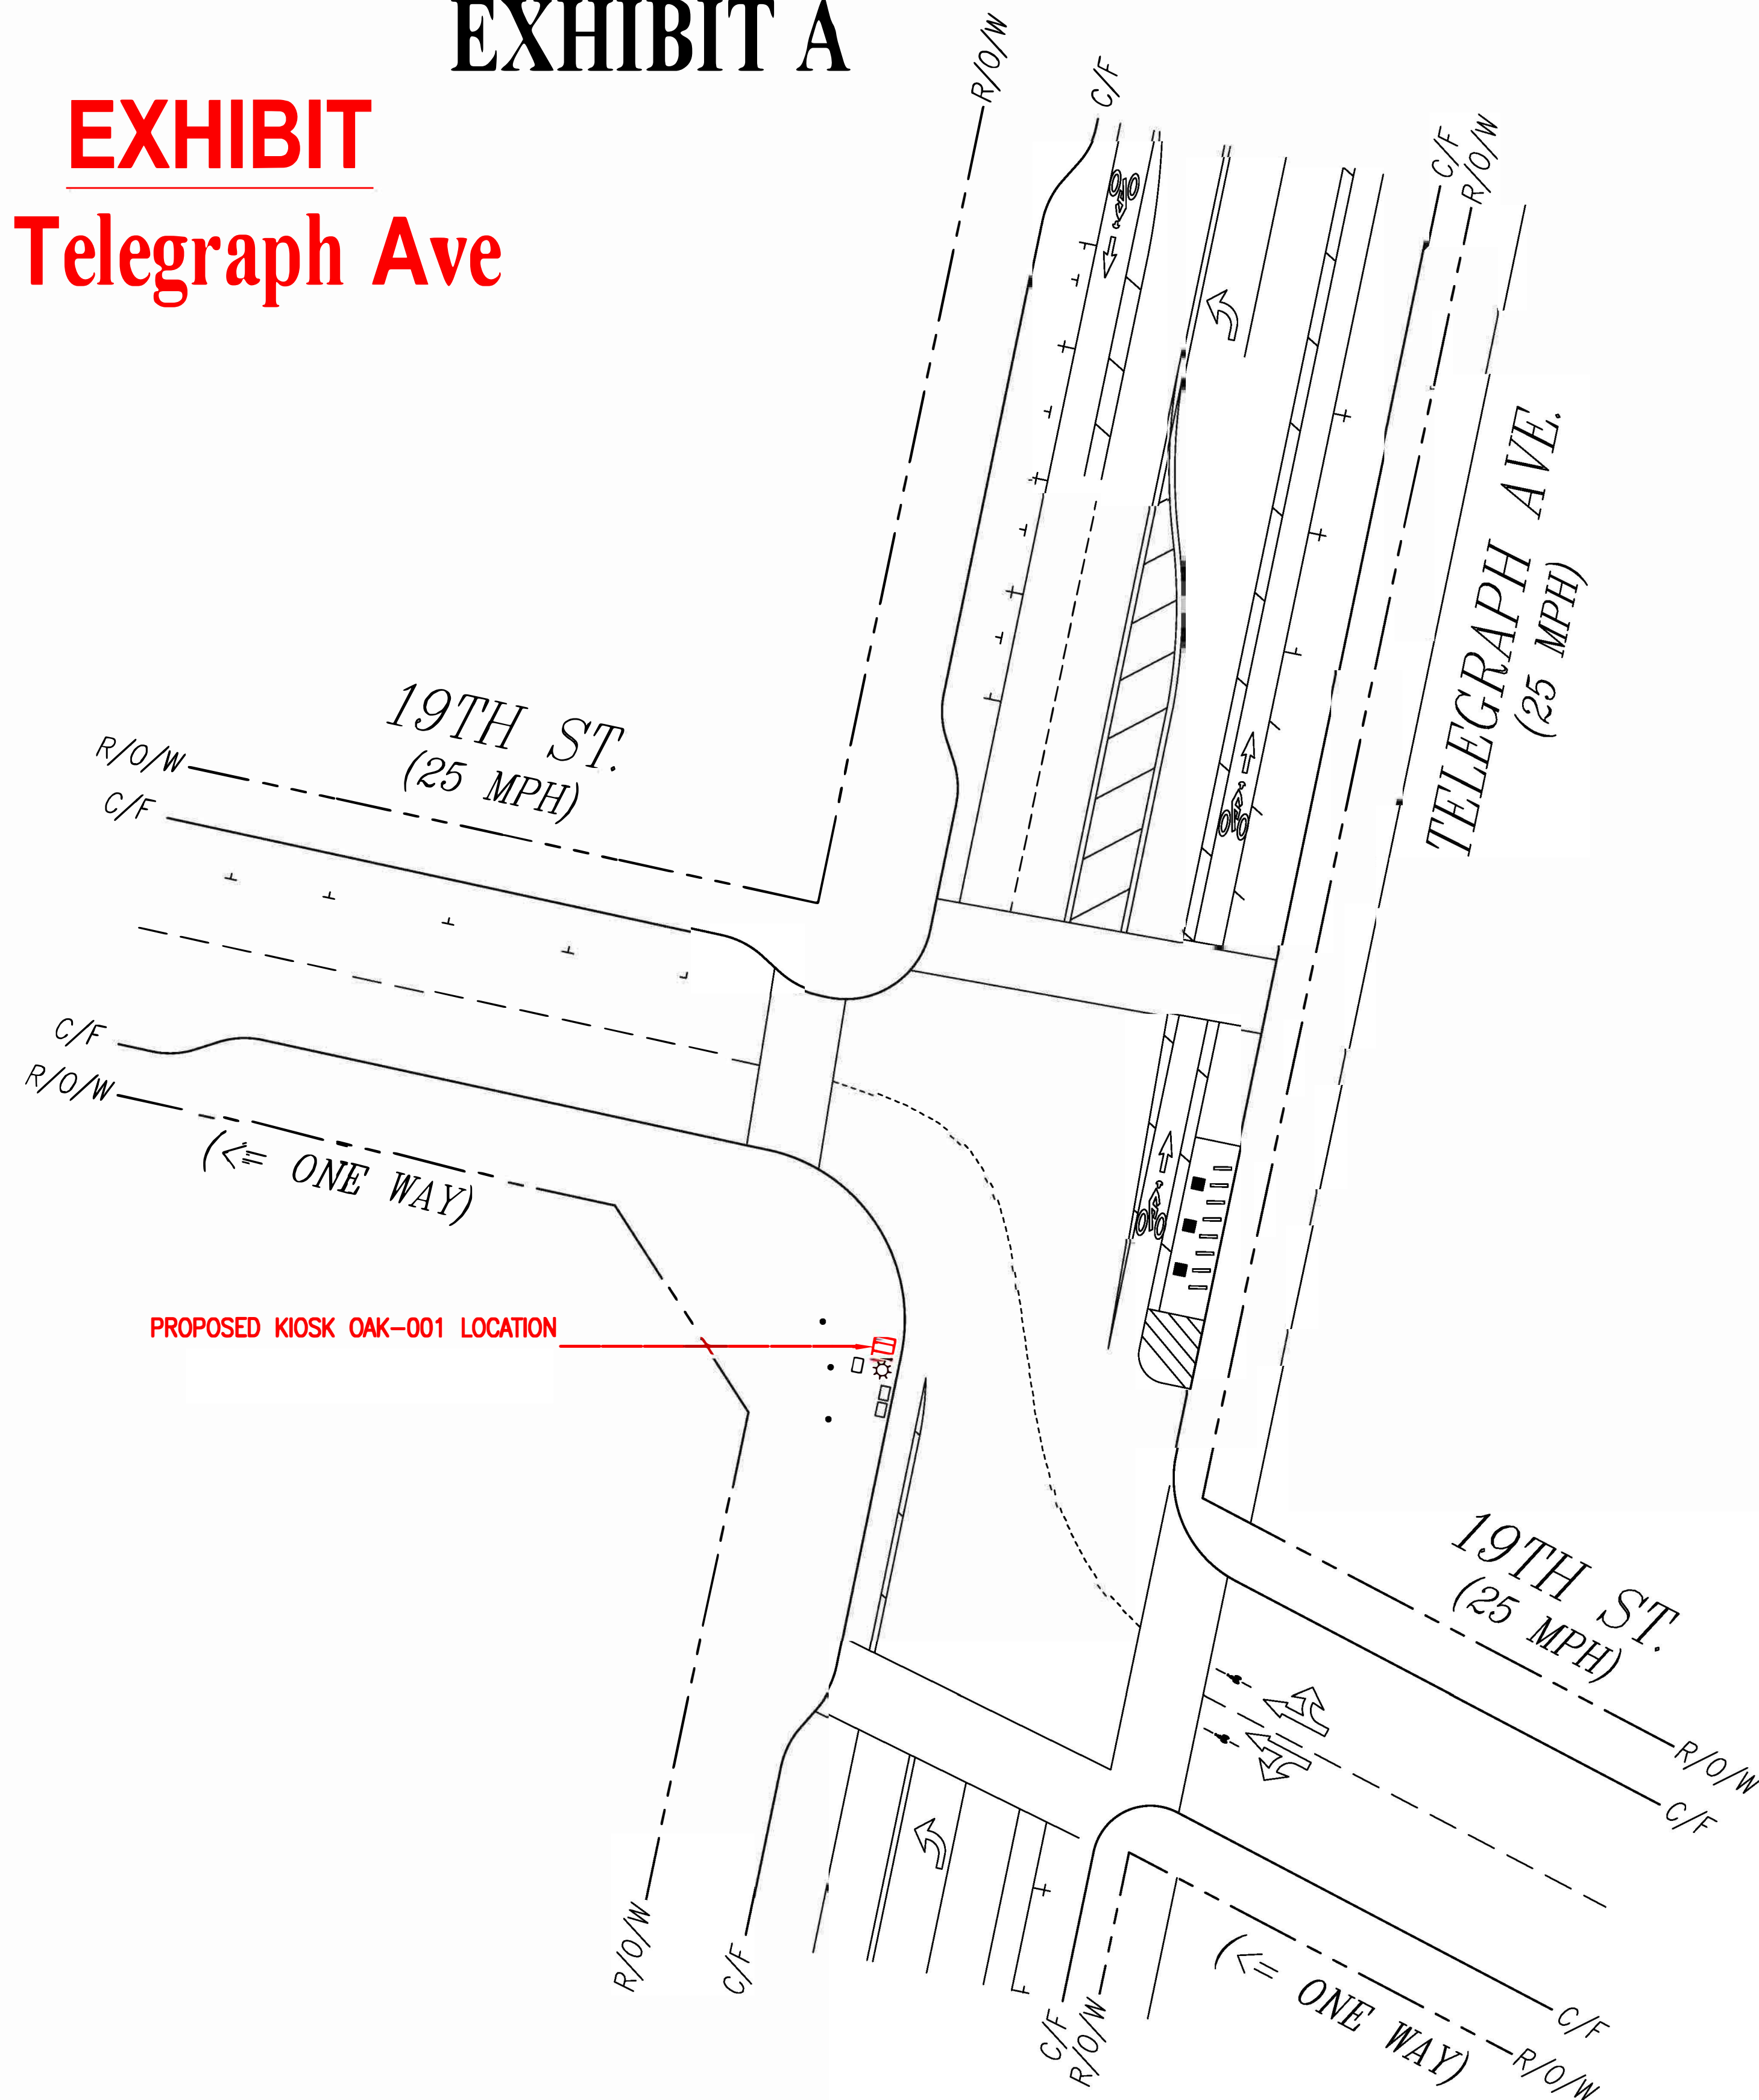 EXHIBIT A
EXHIBIT
Telegraph Ave
R/O/W
C/F
C/F
R/O/W
TELEGRAPH AVE.
(25 MPH)
19TH ST.
(25 MPH)
R/O/W
C/F
C/F
R/O/W
(<= ONE WAY)
PROPOSED KIOSK OAK-001 LOCATION
19TH ST.
(25 MPH)
R/O/W
C/F
R/O/W
C/F
C/F
R/O/W
(<= ONE WAY)
C/F
R/O/W